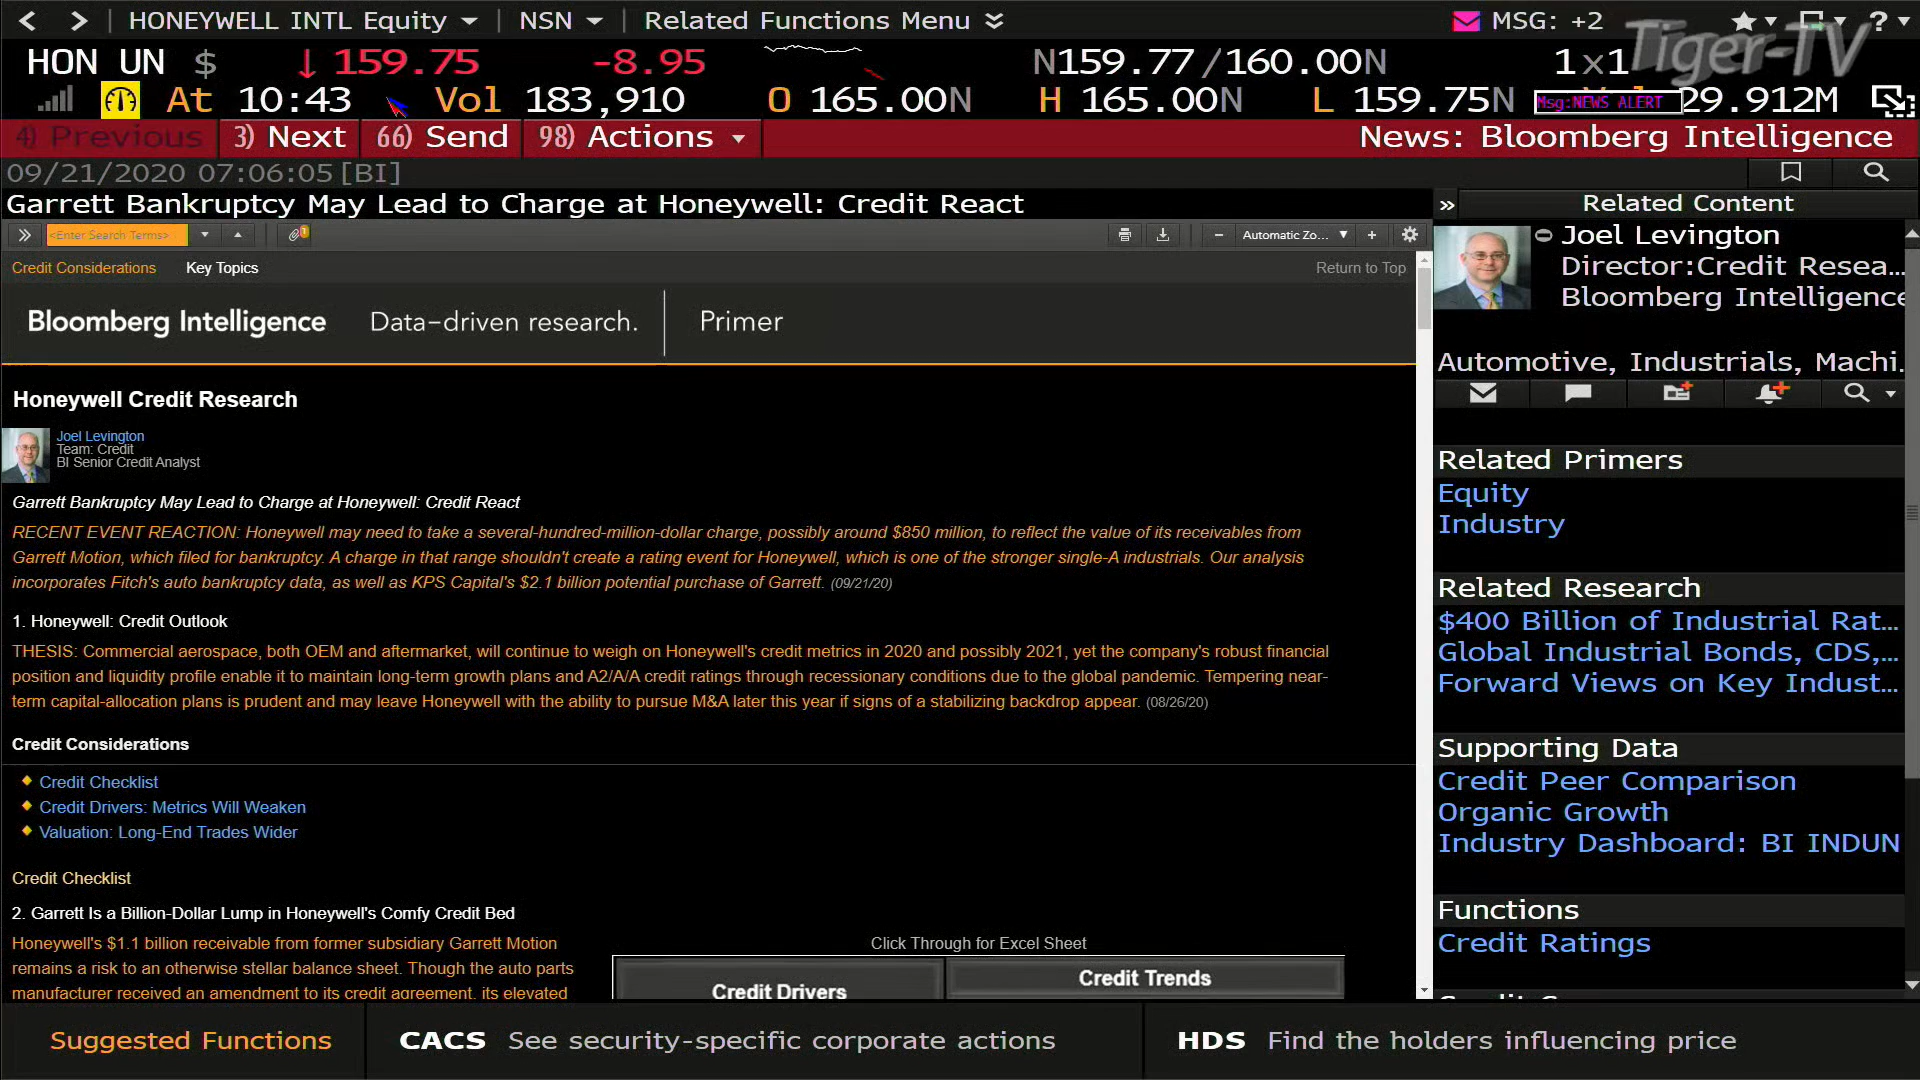 HONEYWELL INTL Equity NSN Related Functions Menu MSG: +2 ?
Tiger-TV
HON UN $ ↓ 159.75 -8.95 N159.77/160.00N 1x1
At 10:43 Vol 183,910 O 165.00N H 165.00N L 159.75N Msg:NEWS ALERT 29.912M
4) Previous 3) Next 66) Send 98) Actions News: Bloomberg Intelligence
09/21/2020 07:06:05[BI]
Garrett Bankruptcy May Lead to Charge at Honeywell: Credit React
<Enter Search Terms> 1 − Automatic Zo... +
Credit Considerations Key Topics Return to Top
Bloomberg Intelligence Data-driven research. Primer
Honeywell Credit Research
Joel Levington
Team: Credit
BI Senior Credit Analyst
Garrett Bankruptcy May Lead to Charge at Honeywell: Credit React
RECENT EVENT REACTION: Honeywell may need to take a several-hundred-million-dollar charge, possibly around $850 million, to reflect the value of its receivables from
Garrett Motion, which filed for bankruptcy. A charge in that range shouldn't create a rating event for Honeywell, which is one of the stronger single-A industrials. Our analysis
incorporates Fitch's auto bankruptcy data, as well as KPS Capital's $2.1 billion potential purchase of Garrett. (09/21/20)
1. Honeywell: Credit Outlook
THESIS: Commercial aerospace, both OEM and aftermarket, will continue to weigh on Honeywell's credit metrics in 2020 and possibly 2021, yet the company's robust financial
position and liquidity profile enable it to maintain long-term growth plans and A2/A/A credit ratings through recessionary conditions due to the global pandemic. Tempering near-
term capital-allocation plans is prudent and may leave Honeywell with the ability to pursue M&A later this year if signs of a stabilizing backdrop appear. (08/26/20)
Credit Considerations
Credit Checklist
Credit Drivers: Metrics Will Weaken
Valuation: Long-End Trades Wider
Credit Checklist
2. Garrett Is a Billion-Dollar Lump in Honeywell's Comfy Credit Bed
Honeywell's $1.1 billion receivable from former subsidiary Garrett Motion
remains a risk to an otherwise stellar balance sheet. Though the auto parts
manufacturer received an amendment to its credit agreement, its elevated
Click Through for Excel Sheet
Credit Drivers Credit Trends
» Related Content
Joel Levington
Director:Credit Resea...
Bloomberg Intelligence
Automotive, Industrials, Machi.
Related Primers
Equity
Industry
Related Research
$400 Billion of Industrial Rat...
Global Industrial Bonds, CDS,...
Forward Views on Key Indust...
Supporting Data
Credit Peer Comparison
Organic Growth
Industry Dashboard: BI INDUN
Functions
Credit Ratings
Suggested Functions CACS See security-specific corporate actions HDS Find the holders influencing price